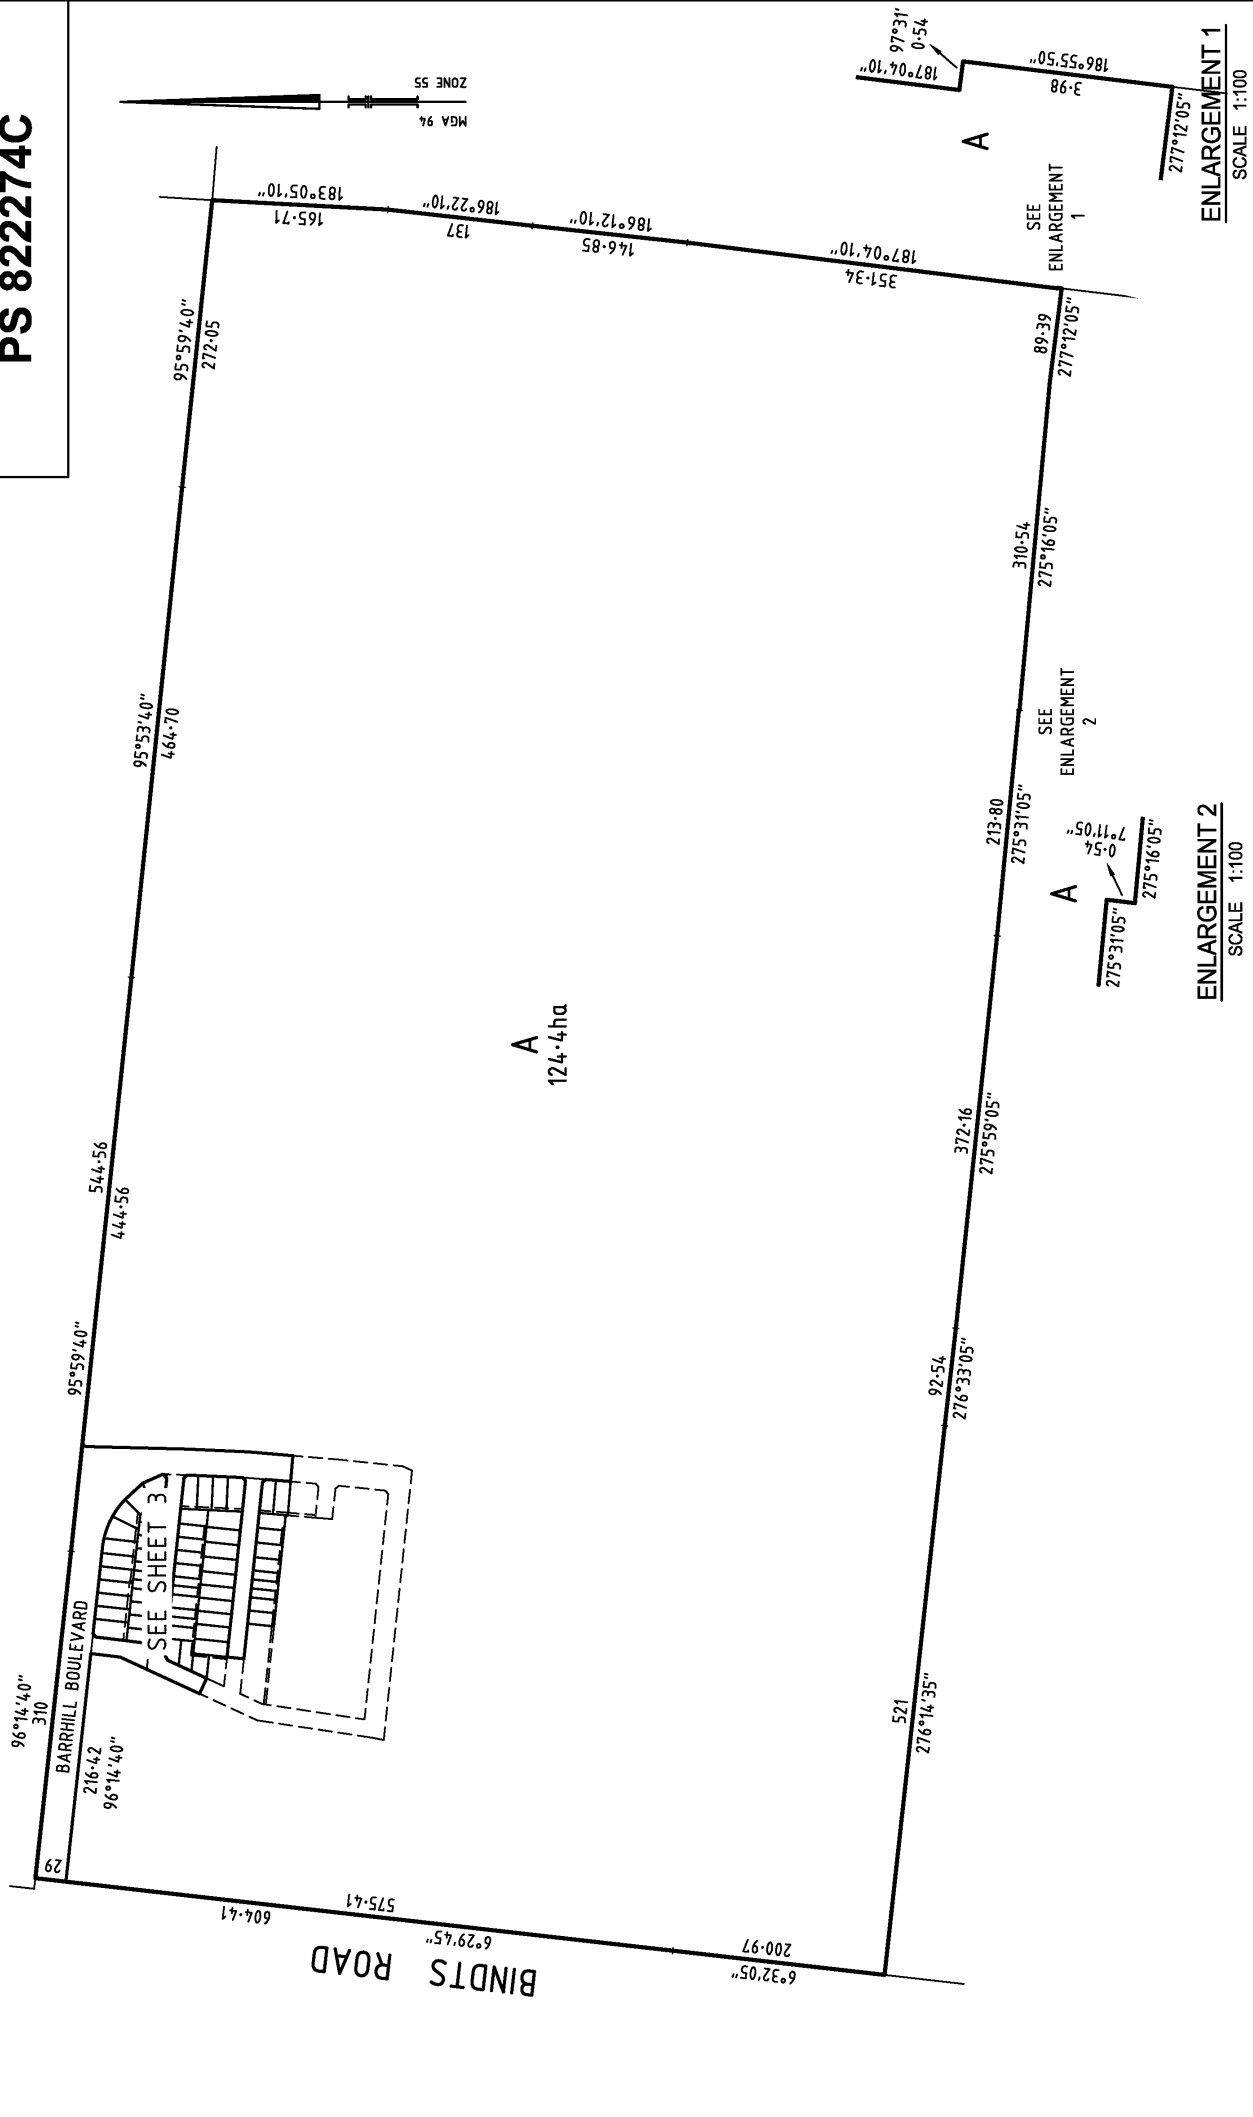 PS 822274C
MGA 94
ZONE 55
95°59'40"
272·05
95°53'40"
464·70
544·56
444·56
95°59'40"
96°14'40"
310
BARRHILL BOULEVARD
216·42
96°14'40"
29
SEE SHEET 3
604·41
575·41
6°29'45"
BINDTS ROAD
200·97
6°32'05"
165·71
183°05'10"
137
186°22'10"
146·85
186°12'10"
351·34
187°04'10"
A
124·4ha
89·39
277°12'05"
310·54
275°16'05"
213·80
275°31'05"
372·16
275°59'05"
92·54
276°33'05"
521
276°14'35"
SEE
ENLARGEMENT
1
SEE
ENLARGEMENT
2
187°04'10"
97°31'
0·54
A
186°55'50"
3·98
277°12'05"
ENLARGEMENT 1
SCALE 1:100
A
0·54
7°11'05"
275°31'05"
275°16'05"
ENLARGEMENT 2
SCALE 1:100